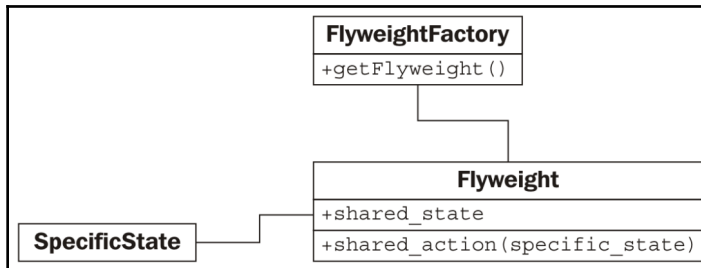 FlyweightFactory
+getFlyweight()
Flyweight
+shared_state
+shared_action(specific_state)
SpecificState